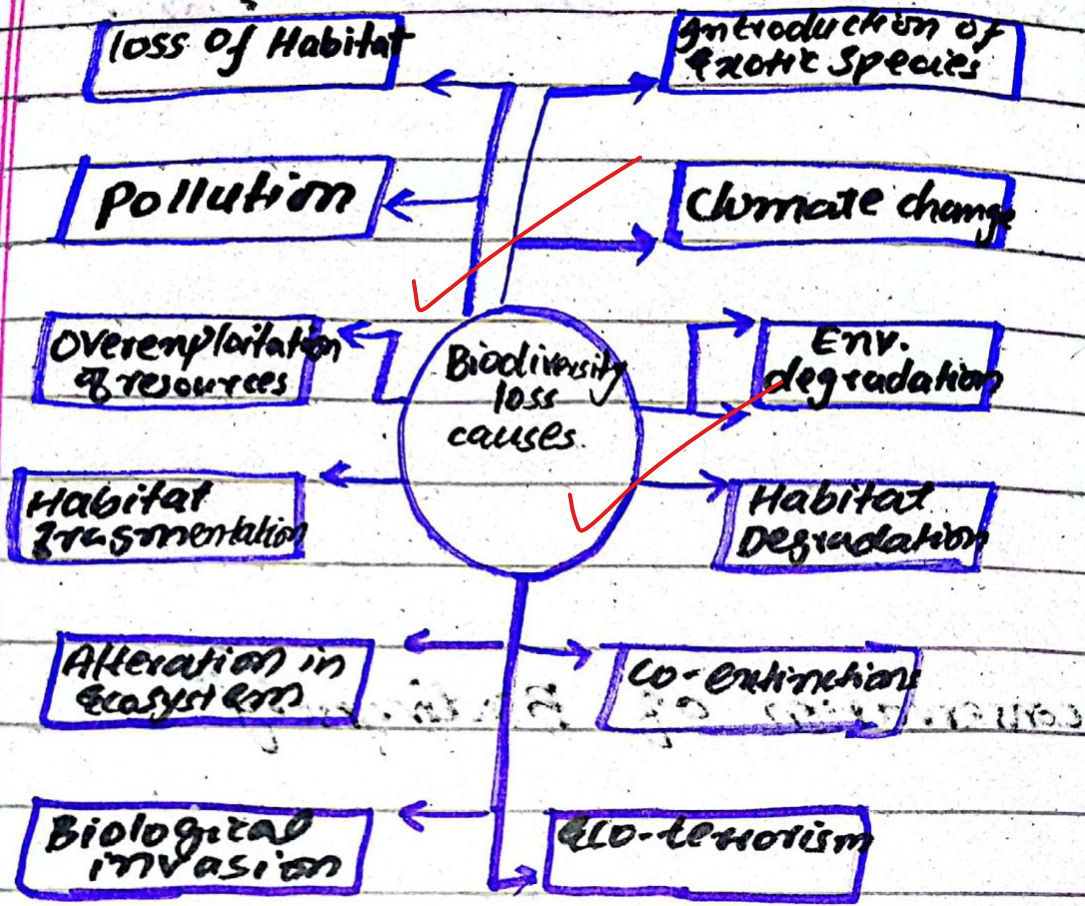 loss of Habitat
Introduction of
Exotic Species
Pollution
Climate change
Overexploitation
of resources
Biodiversity
loss
causes.
Env.
degradation
Habitat
fragmentation
Habitat
Degradation
Alteration in
Ecosystem
Co-extinction
Biological
invasion
Eco-terrorism